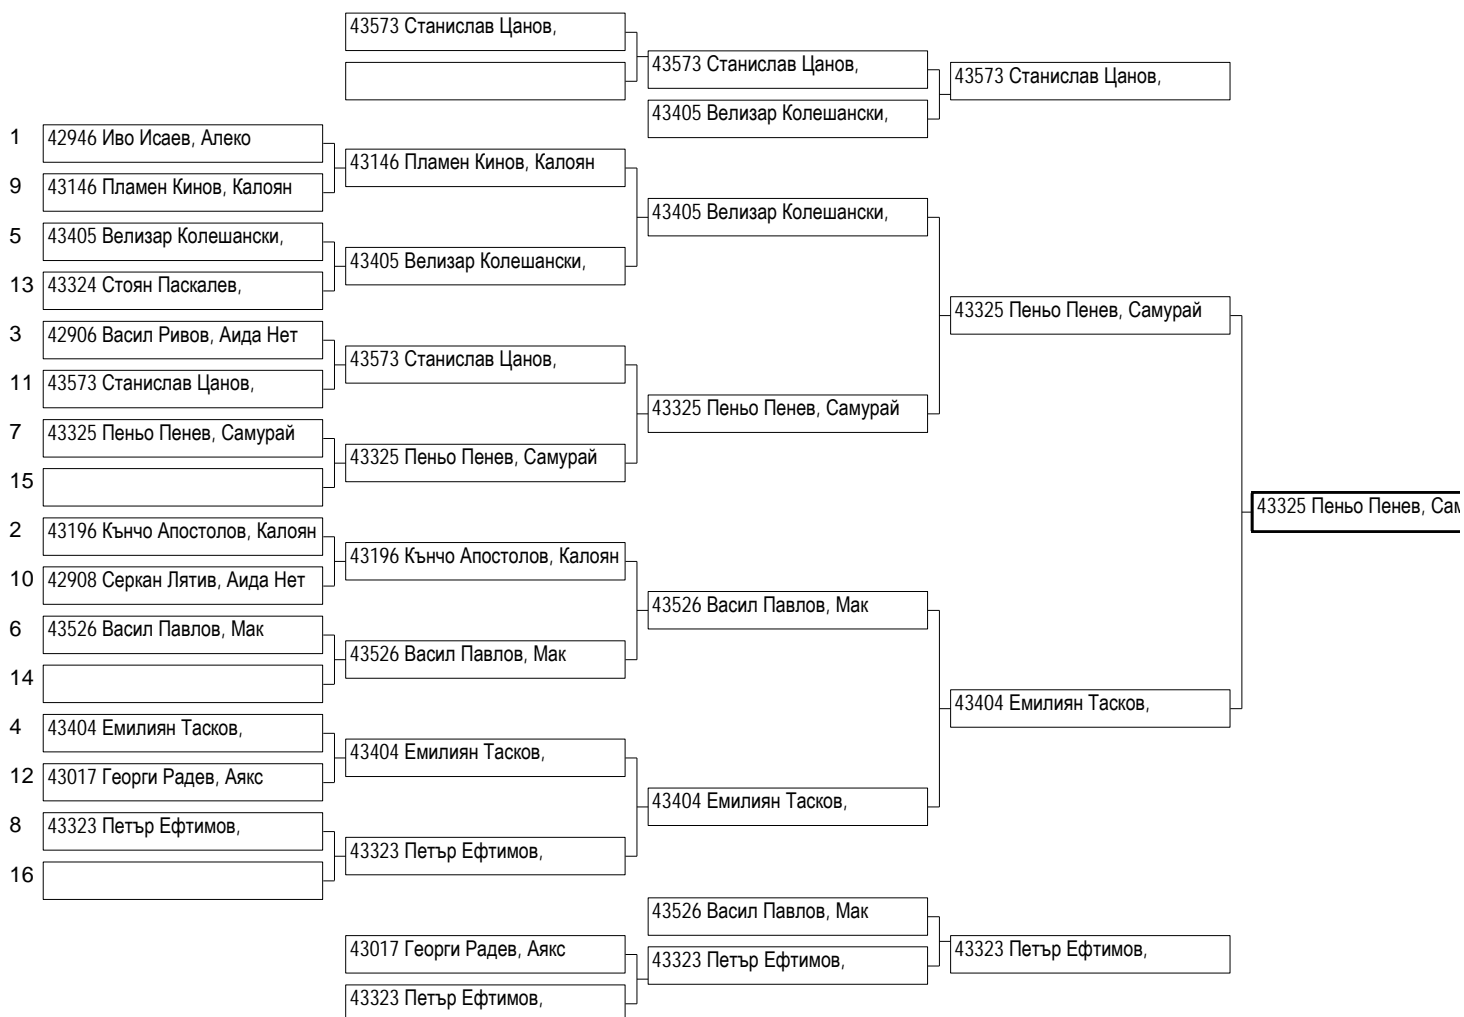 43573 Станислав Цанов,
43573 Станислав Цанов,
43573 Станислав Цанов,
43405 Велизар Колешански,
1 42946 Иво Исаев, Алеко
43146 Пламен Кинов, Калоян
9 43146 Пламен Кинов, Калоян
43405 Велизар Колешански,
5 43405 Велизар Колешански,
43405 Велизар Колешански,
13 43324 Стоян Паскалев,
43325 Пеньо Пенев, Самурай
3 42906 Васил Ривов, Аида Нет
43573 Станислав Цанов,
11 43573 Станислав Цанов,
43325 Пеньо Пенев, Самурай
7 43325 Пеньо Пенев, Самурай
43325 Пеньо Пенев, Самурай
15
43325 Пеньо Пенев, Сам
2 43196 Кънчо Апостолов, Калоян
43196 Кънчо Апостолов, Калоян
10 42908 Серкан Лятив, Аида Нет
43526 Васил Павлов, Мак
6 43526 Васил Павлов, Мак
43526 Васил Павлов, Мак
14
43404 Емилиян Тасков,
4 43404 Емилиян Тасков,
43404 Емилиян Тасков,
12 43017 Георги Радев, Аякс
43404 Емилиян Тасков,
8 43323 Петър Ефтимов,
43323 Петър Ефтимов,
16
43526 Васил Павлов, Мак
43017 Георги Радев, Аякс
43323 Петър Ефтимов,
43323 Петър Ефтимов,
43323 Петър Ефтимов,